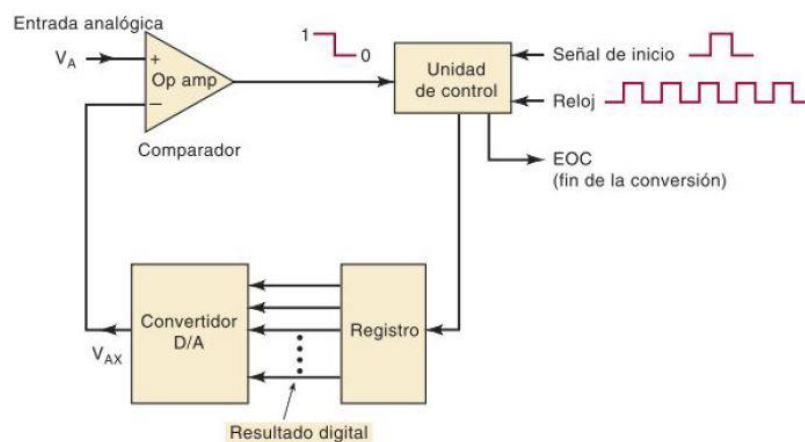 Entrada analógica
V_A
+
Op amp
−
Comparador
1
0
Unidad
de control
Señal de inicio
Reloj
EOC
(fin de la conversión)
Convertidor
D/A
Registro
V_AX
Resultado digital